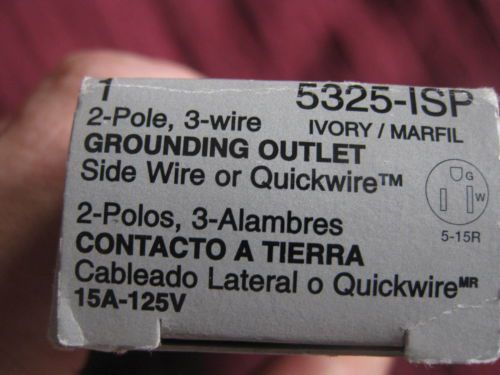 1 5325-ISP
2-Pole, 3-wire IVORY / MARFIL
GROUNDING OUTLET
Side Wire or Quickwire™
G
W
5-15R
2-Polos, 3-Alambres
CONTACTO A TIERRA
Cableado Lateral o Quickwire MR
15A-125V